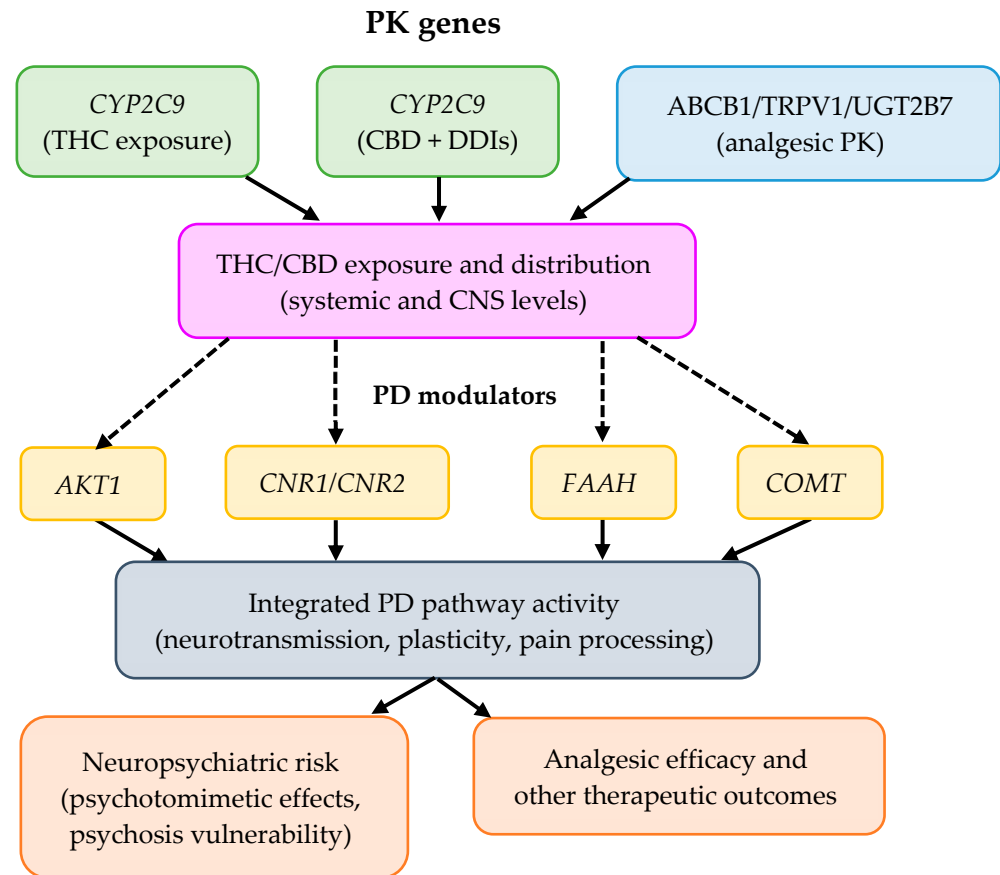 PK genes
CYP2C9
(THC exposure)
CYP2C9
(CBD + DDIs)
ABCB1/TRPV1/UGT2B7
(analgesic PK)
THC/CBD exposure and distribution
(systemic and CNS levels)
PD modulators
AKT1
CNR1/CNR2
FAAH
COMT
Integrated PD pathway activity
(neurotransmission, plasticity, pain processing)
Neuropsychiatric risk
(psychotomimetic effects,
psychosis vulnerability)
Analgesic efficacy and
other therapeutic outcomes